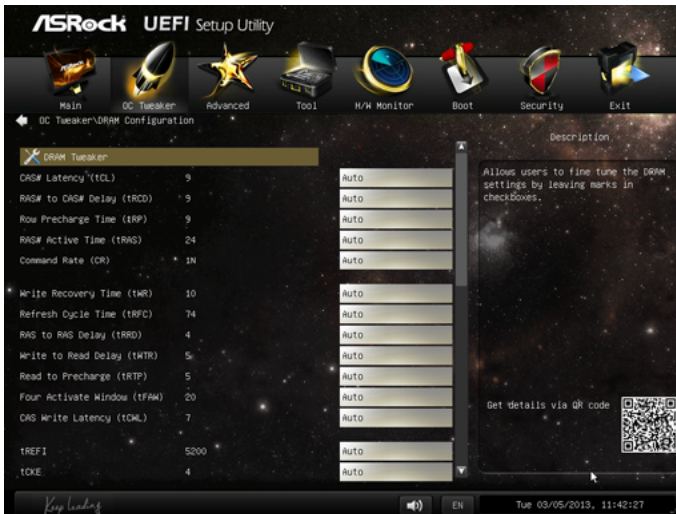 ASRock UEFI Setup Utility
Main OC Tweaker Advanced Tool H/W Monitor Boot Security Exit
OC Tweaker\DRAM Configuration
Description
DRAM Tweaker
Allows users to fine tune the DRAM
settings by leaving marks in
checkboxes.
CAS# Latency (tCL) 9 Auto
RAS# to CAS# Delay (tRCD) 9 Auto
Row Precharge Time (tRP) 9 Auto
RAS# Active Time (tRAS) 24 Auto
Command Rate (CR) 1N Auto
Write Recovery Time (tWR) 10 Auto
Refresh Cycle Time (tRFC) 74 Auto
RAS to RAS Delay (tRRD) 4 Auto
Write to Read Delay (tWTR) 5 Auto
Read to Precharge (tRTP) 5 Auto
Four Activate Window (tFAW) 20 Auto
CAS Write Latency (tCWL) 7 Auto
Get details via QR code
tREFI 5200 Auto
tCKE 4 Auto
Keep Leading
EN
Tue 03/05/2013, 11:42:27